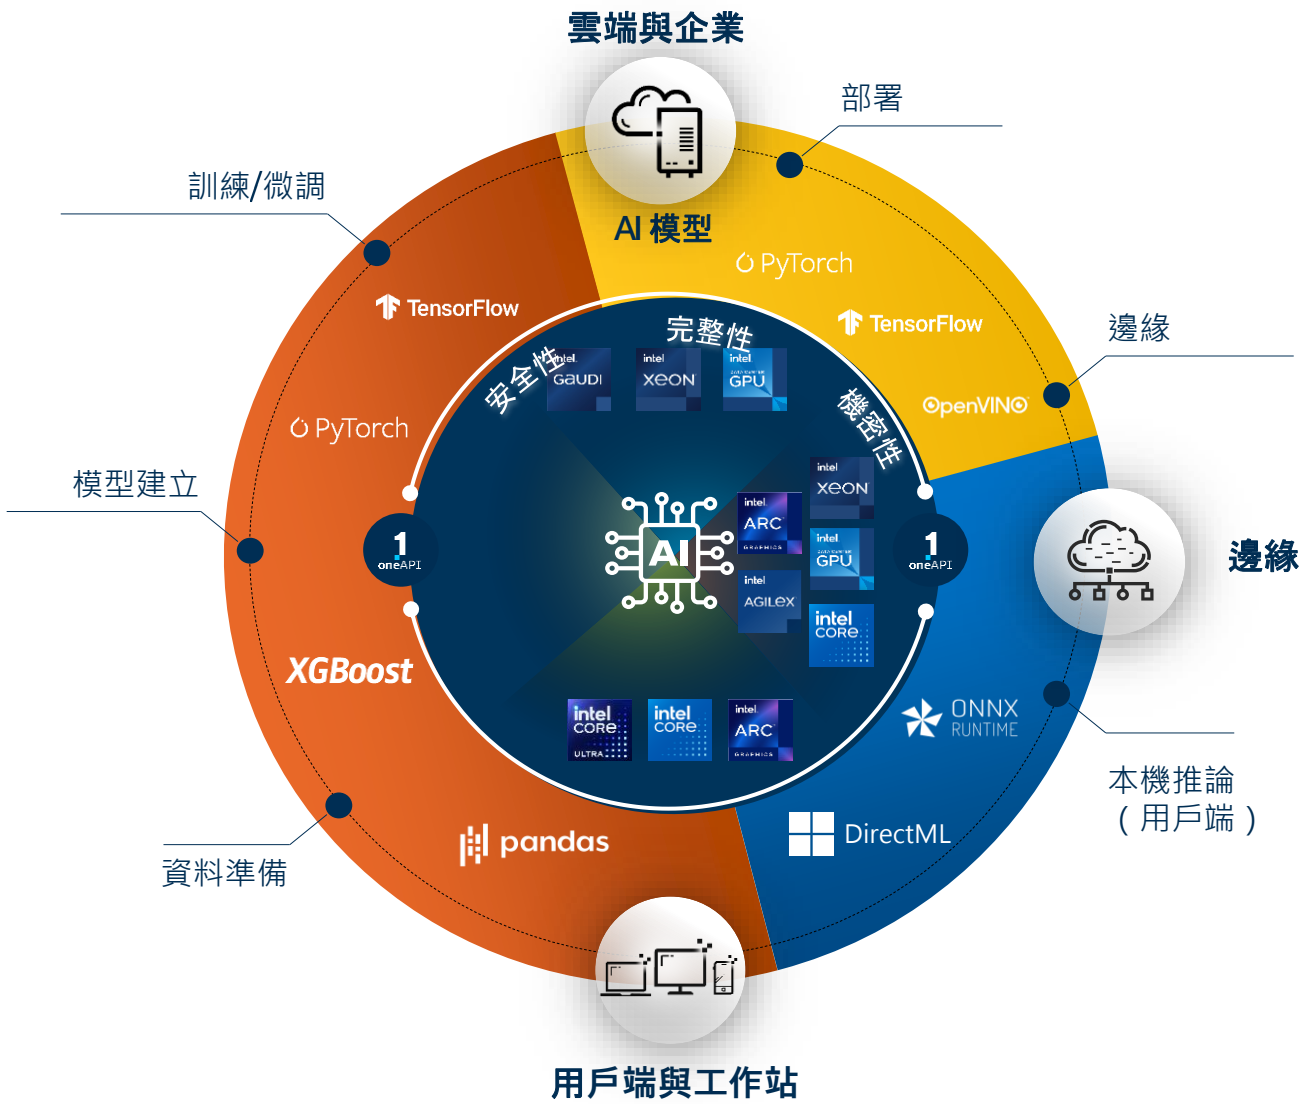 雲端與企業
部署
訓練/微調
AI 模型
PyTorch
TensorFlow
TensorFlow
邊緣
完整性
安全性
機密性
intel
GAUDI
intel
XEON
intel
GPU
OpenVINO
PyTorch
模型建立
intel
XEON
intel
ARC
GRAPHICS
intel
GPU
AI
1
oneAPI
1
oneAPI
邊緣
intel
AGILEX
intel
CORE
XGBoost
intel
CORE
ULTRA
intel
CORE
intel
ARC
GRAPHICS
ONNX
RUNTIME
本機推論
（用戶端）
DirectML
pandas
資料準備
用戶端與工作站